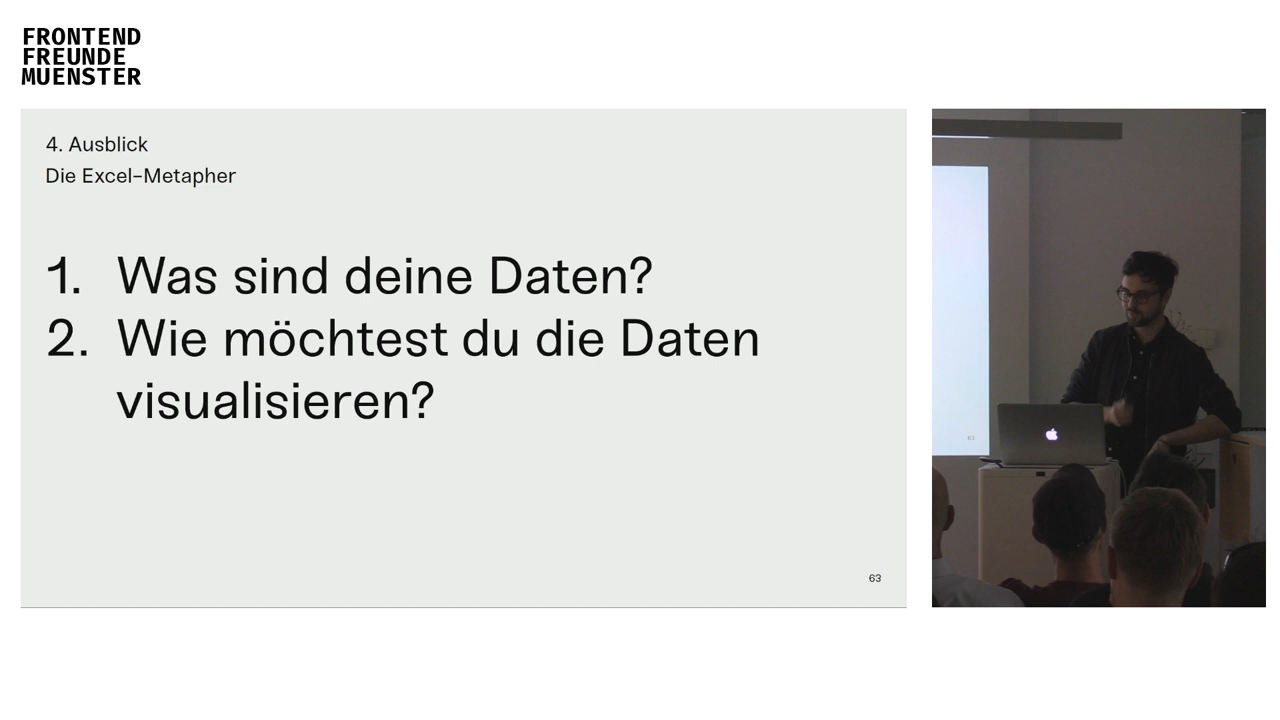 FRONTEND
FREUNDE
MUENSTER
4. Ausblick
Die Excel-Metapher
1. Was sind deine Daten?
2. Wie möchtest du die Daten
visualisieren?
63
63